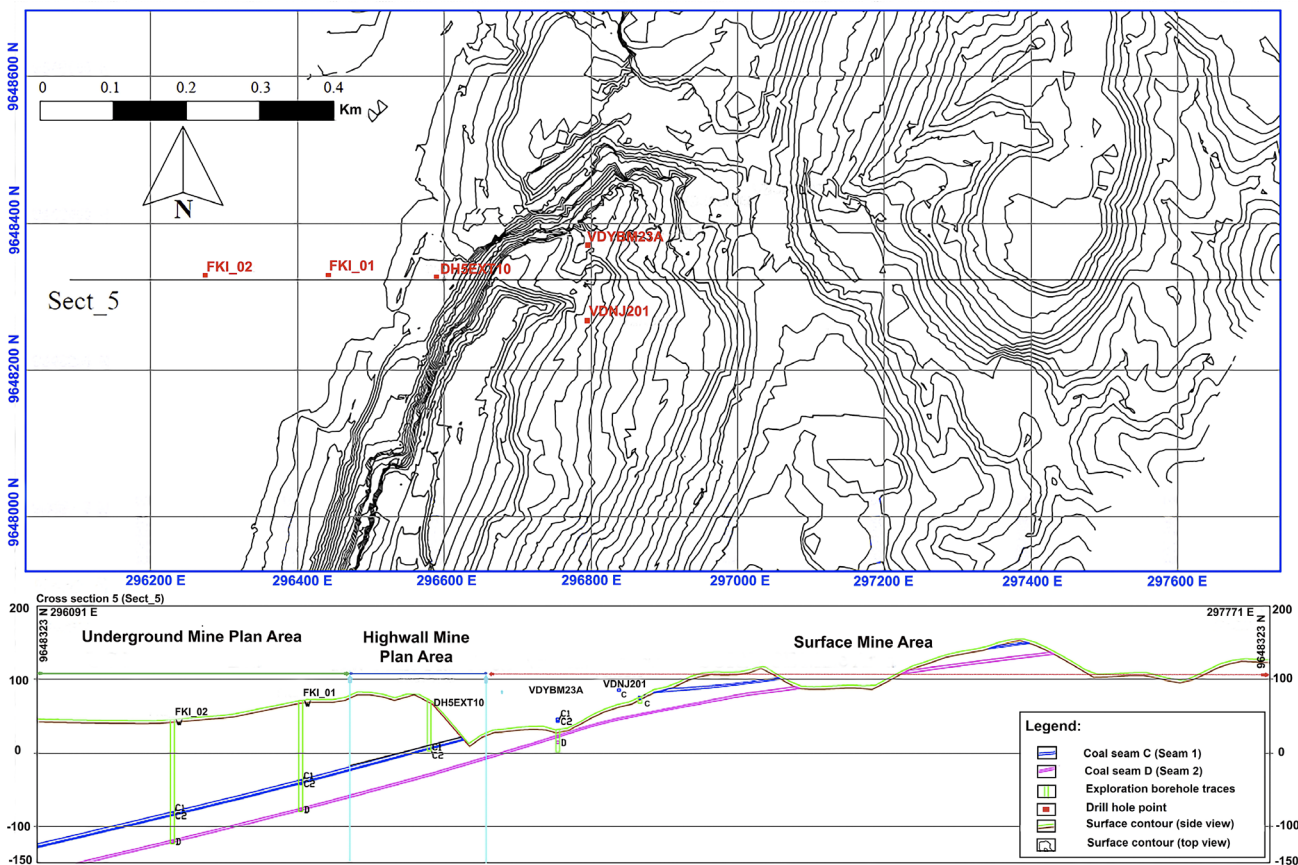 9648600 N
9648400 N
9648200 N
9648000 N
0 0.1 0.2 0.3 0.4
Km
N
FKI_02
FKI_01
DH5EXT10
VDYBM23A
VDNJ201
Sect_5
296200 E 296400 E 296600 E 296800 E 297000 E 297200 E 297400 E 297600 E
Cross section 5 (Sect_5)
200
100
0
-100
-150
9648323 N
296091 E
297771 E
9648323 N
200
100
0
-100
-150
Underground Mine Plan Area
Highwall Mine
Plan Area
Surface Mine Area
FKI_02
FKI_01
DH5EXT10
VDYBM23A
VDNJ201
C1
C2
D
C1
C2
D
C1
C2
C1
C2
D
C
C
Legend:
Coal seam C (Seam 1)
Coal seam D (Seam 2)
Exploration borehole traces
Drill hole point
Surface contour (side view)
Surface contour (top view)